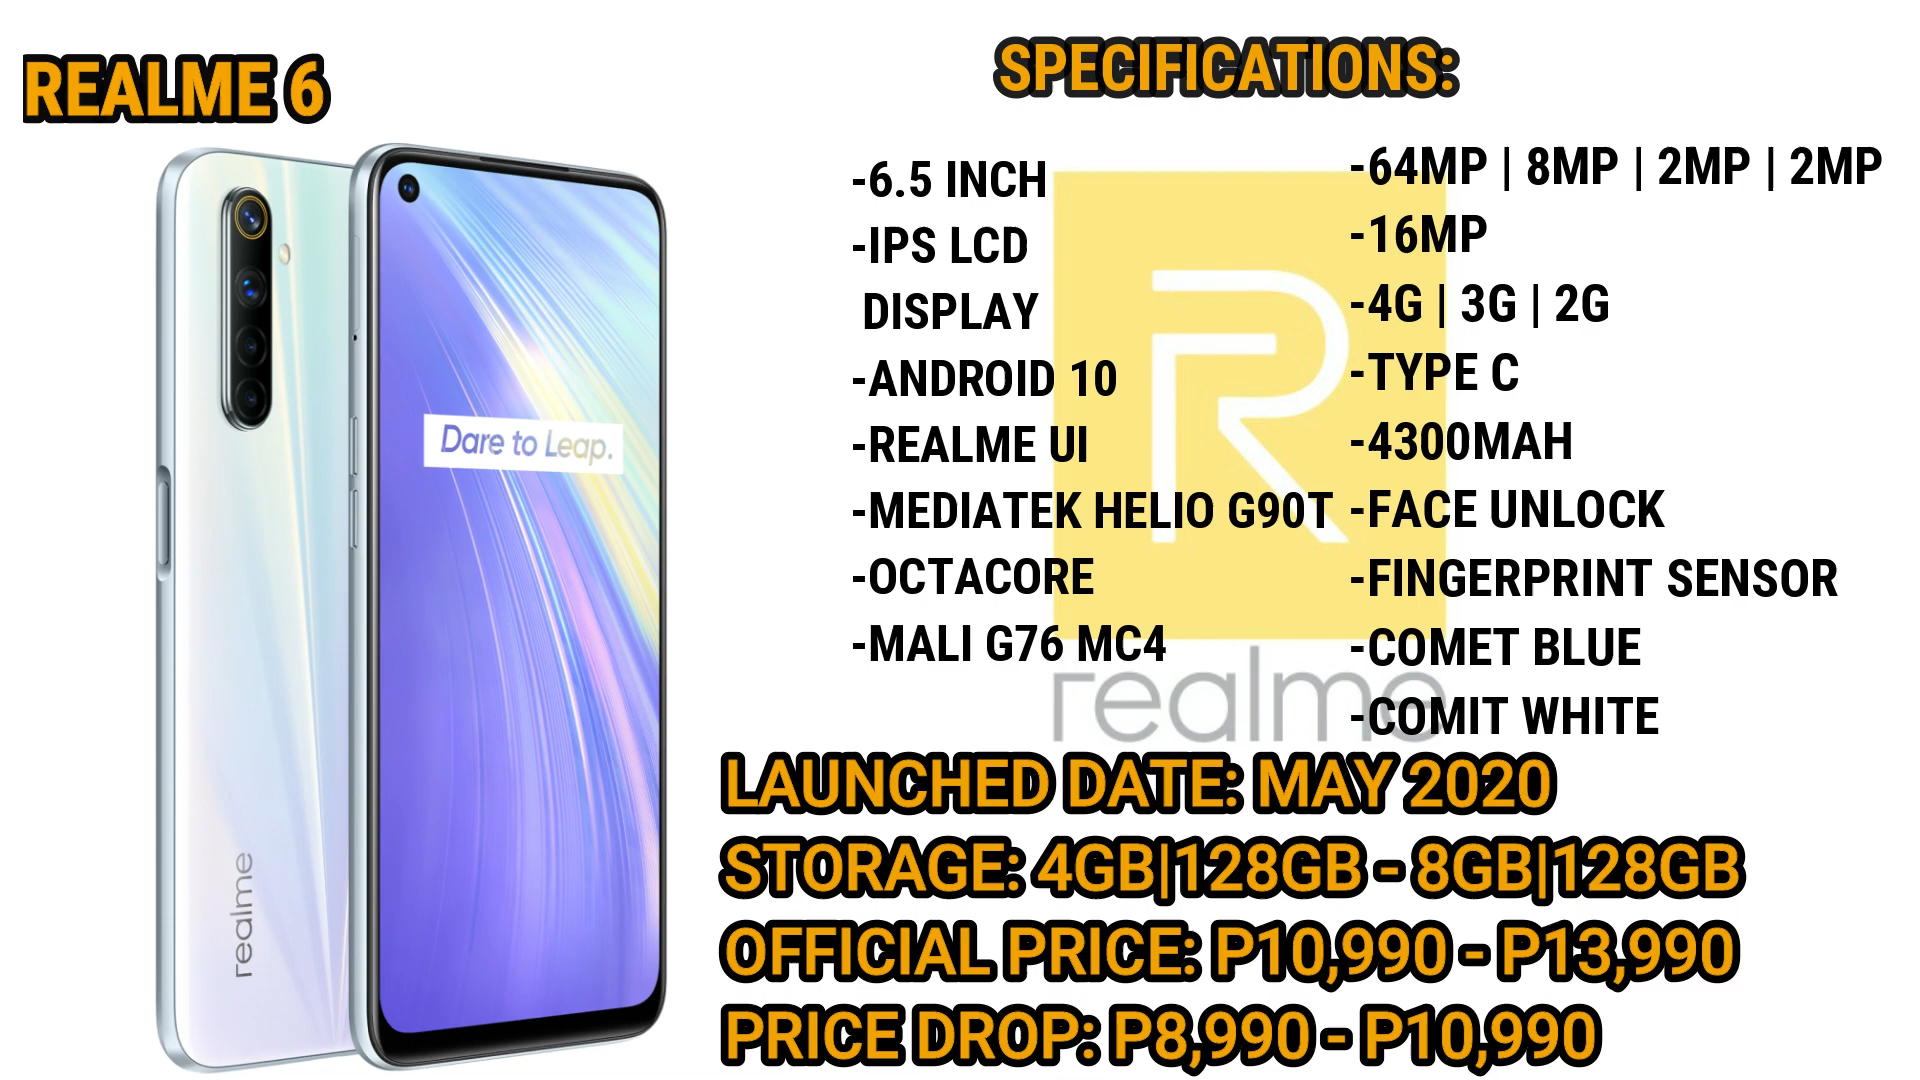 REALME 6
SPECIFICATIONS:
-6.5 INCH
-IPS LCD
DISPLAY
-ANDROID 10
-REALME UI
-MEDIATEK HELIO G90T
-OCTACORE
-MALI G76 MC4
-64MP | 8MP | 2MP | 2MP
-16MP
-4G | 3G | 2G
-TYPE C
-4300MAH
-FACE UNLOCK
-FINGERPRINT SENSOR
-COMET BLUE
-COMIT WHITE
realme
Dare to Leap.
realme
LAUNCHED DATE: MAY 2020
STORAGE: 4GB|128GB - 8GB|128GB
OFFICIAL PRICE: P10,990 - P13,990
PRICE DROP: P8,990 - P10,990